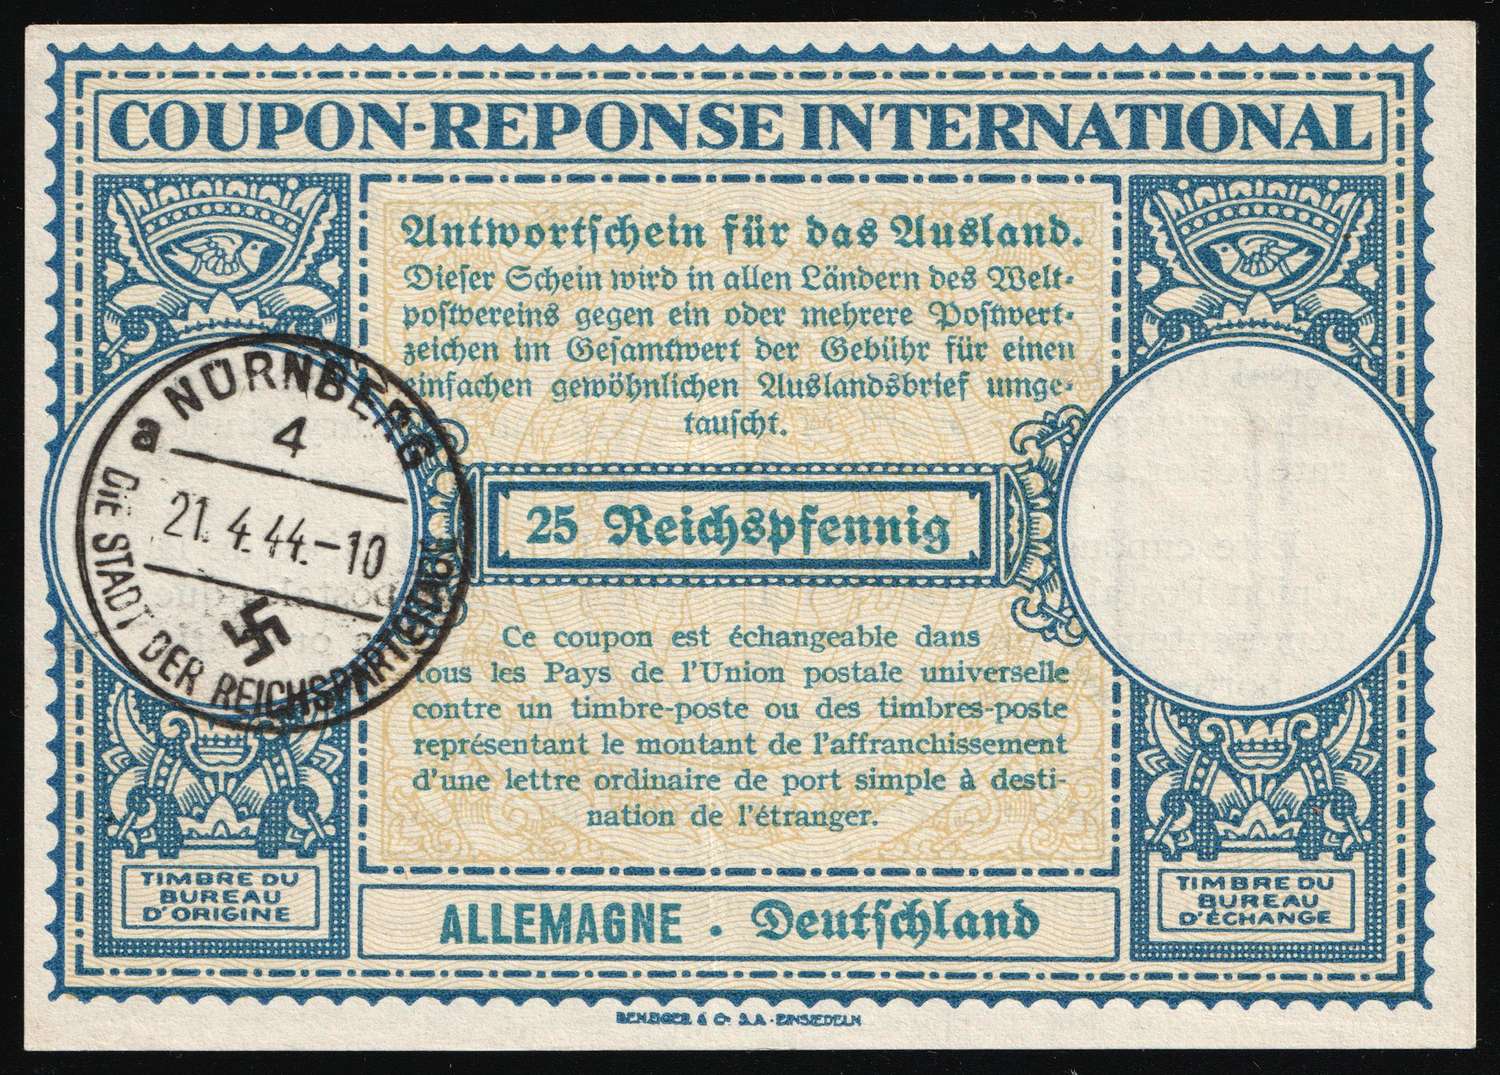 COUPON-REPONSE INTERNATIONAL
Antwortschein für das Ausland.
Dieser Schein wird in allen Ländern des Welt-
postvereins gegen ein oder mehrere Postwert-
zeichen im Gesamtwert der Gebühr für einen
einfachen gewöhnlichen Auslandsbrief umge-
tauscht.
NÜRNBERG
a 4
21.4.44.-10
DIE STADT DER REICHSPARTEITAGE
25 Reichspfennig
Ce coupon est échangeable dans
tous les Pays de l'Union postale universelle
contre un timbre-poste ou des timbres-poste
représentant le montant de l'affranchissement
d'une lettre ordinaire de port simple à desti-
nation de l'étranger.
TIMBRE DU
BUREAU
D'ORIGINE
ALLEMAGNE . Deutschland
TIMBRE DU
BUREAU
D'ÉCHANGE
BENZIGER & Co S.A. - EINSIEDELN